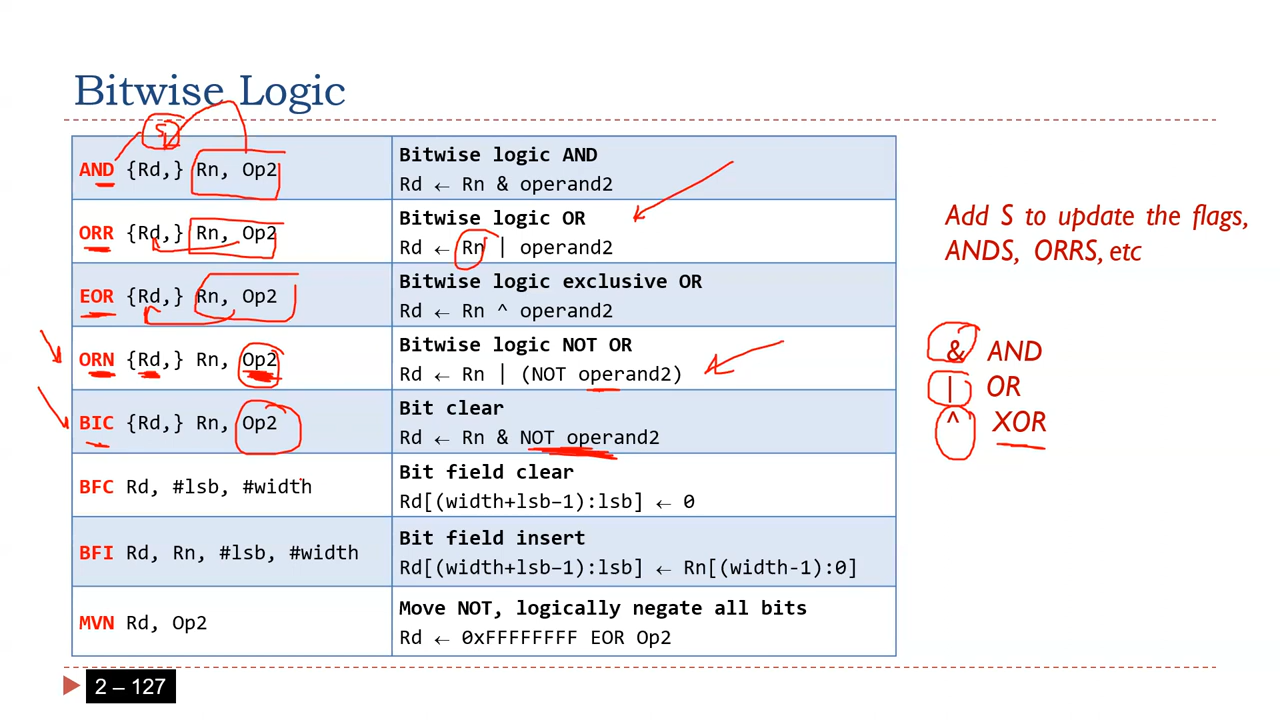 Bitwise Logic
S
AND {Rd,} Rn, Op2
Bitwise logic AND
Rd ← Rn & operand2
ORR {Rd,} Rn, Op2
Bitwise logic OR
Rd ← Rn | operand2
EOR {Rd,} Rn, Op2
Bitwise logic exclusive OR
Rd ← Rn ^ operand2
ORN {Rd,} Rn, Op2
Bitwise logic NOT OR
Rd ← Rn | (NOT operand2)
BIC {Rd,} Rn, Op2
Bit clear
Rd ← Rn & NOT operand2
BFC Rd, #lsb, #width
Bit field clear
Rd[(width+lsb–1):lsb] ← 0
BFI Rd, Rn, #lsb, #width
Bit field insert
Rd[(width+lsb–1):lsb] ← Rn[(width-1):0]
MVN Rd, Op2
Move NOT, logically negate all bits
Rd ← 0xFFFFFFFF EOR Op2
Add S to update the flags,
ANDS, ORRS, etc
& AND
| OR
^ XOR
2 – 127